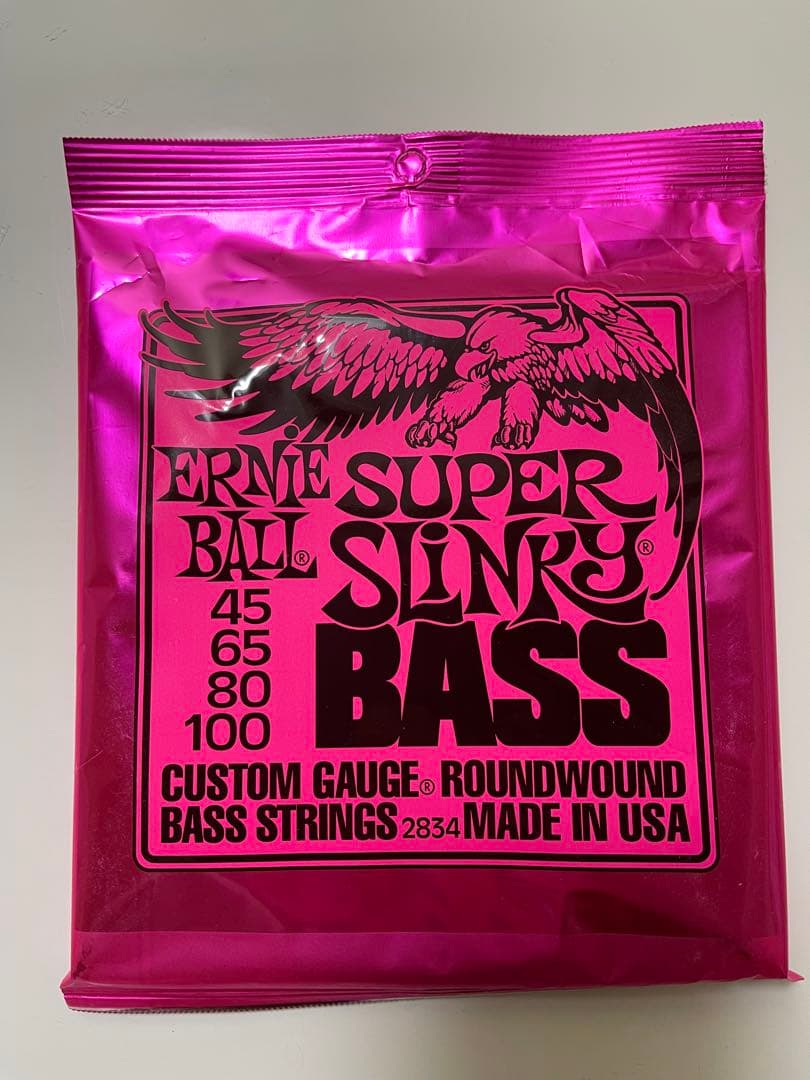 ERNiE
BALL®
SUPER
SLiNKY®
BASS
45
65
80
100
CUSTOM GAUGE® ROUNDWOUND
BASS STRINGS 2834 MADE IN USA